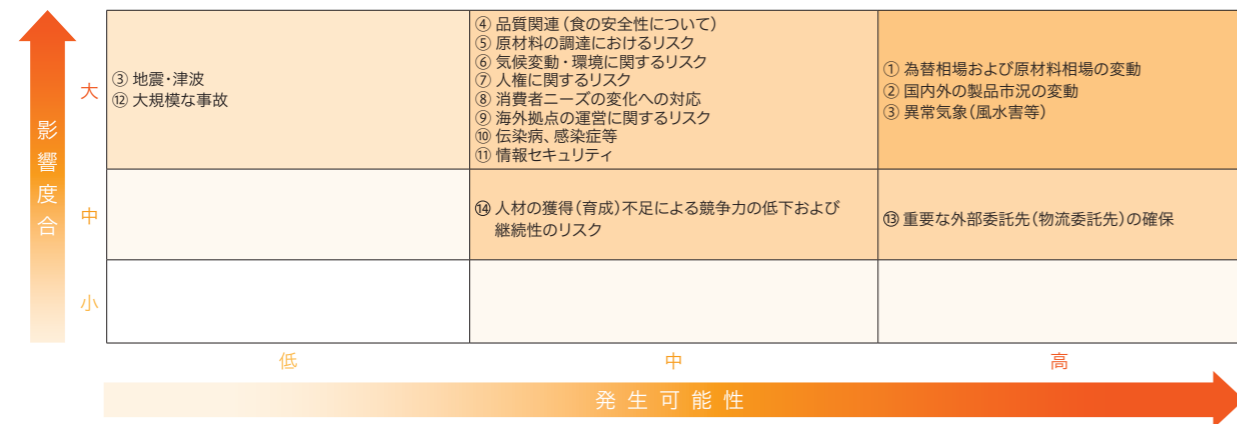 影響度合
大
③ 地震・津波
⑫ 大規模な事故
④ 品質関連（食の安全性について）
⑤ 原材料の調達におけるリスク
⑥ 気候変動・環境に関するリスク
⑦ 人権に関するリスク
⑧ 消費者ニーズの変化への対応
⑨ 海外拠点の運営に関するリスク
⑩ 伝染病、感染症等
⑪ 情報セキュリティ
① 為替相場および原材料相場の変動
② 国内外の製品市況の変動
③ 異常気象（風水害等）
中
⑭ 人材の獲得（育成）不足による競争力の低下および
継続性のリスク
⑬ 重要な外部委託先（物流委託先）の確保
小
低
中
高
発生可能性